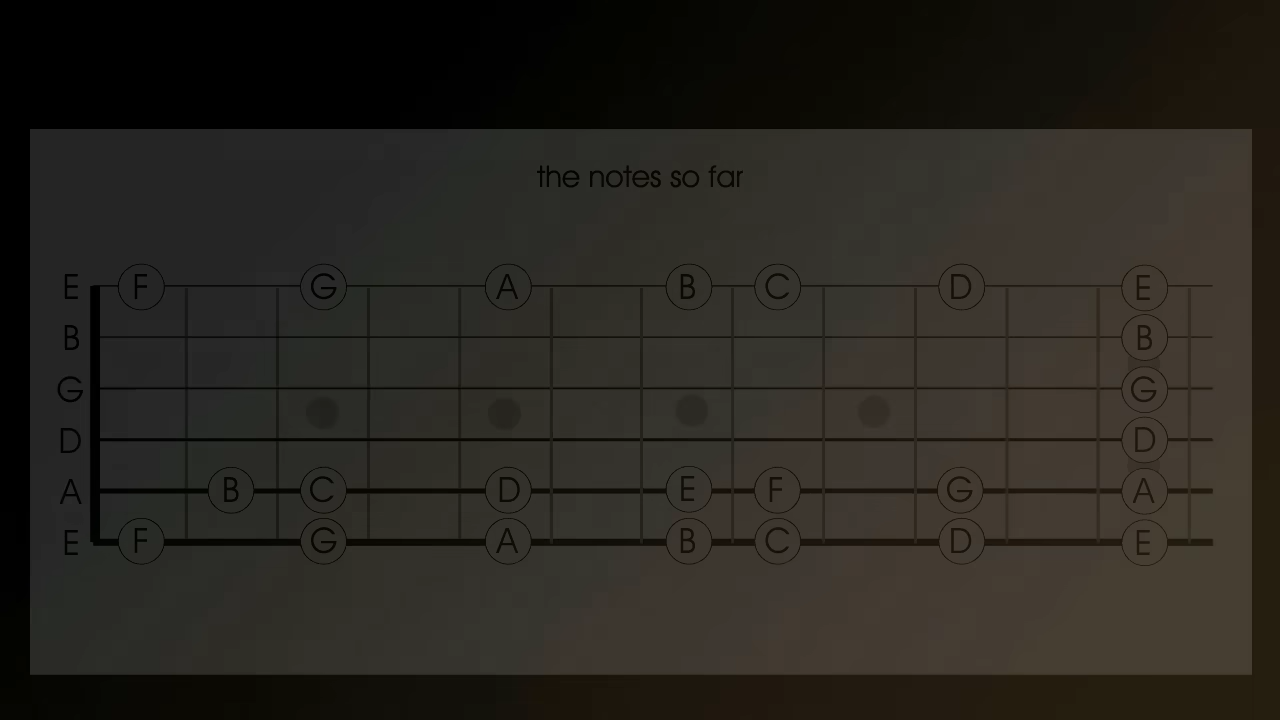 the notes so far
E F G A B C D E
B B
G G
D D
A B C D E F G A
E F G A B C D E